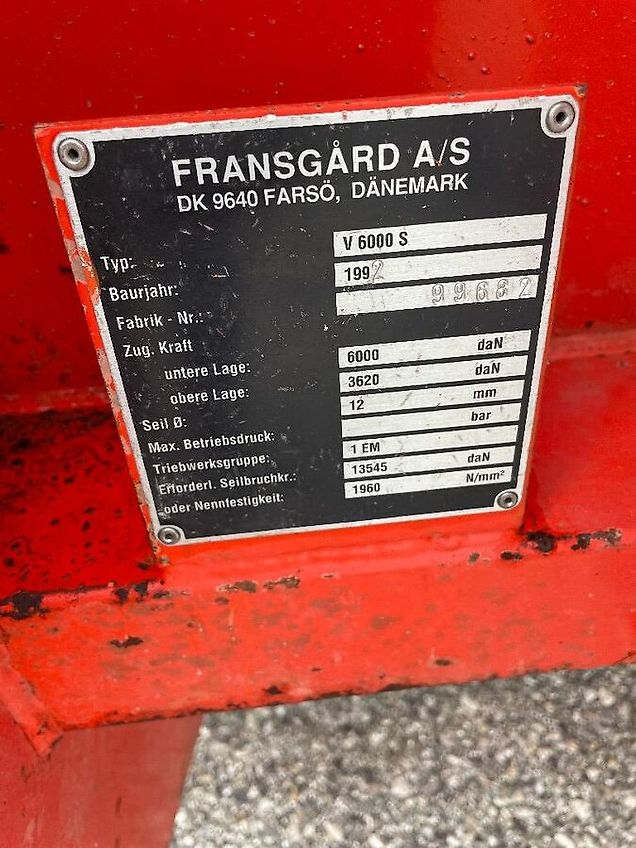 FRANSGÅRD A/S
DK 9640 FARSÖ, DÄNEMARK
Typ: V 6000 S
Baurjahr: 1992
Fabrik - Nr.: 99682
Zug. Kraft
untere Lage: 6000 daN
obere Lage: 3620 daN
Seil Ø: 12 mm
Max. Betriebsdruck: bar
Triebwerksgruppe: 1 EM
Erforderl. Seilbruchkr.: 13545 daN
oder Nennfestigkeit: 1960 N/mm²